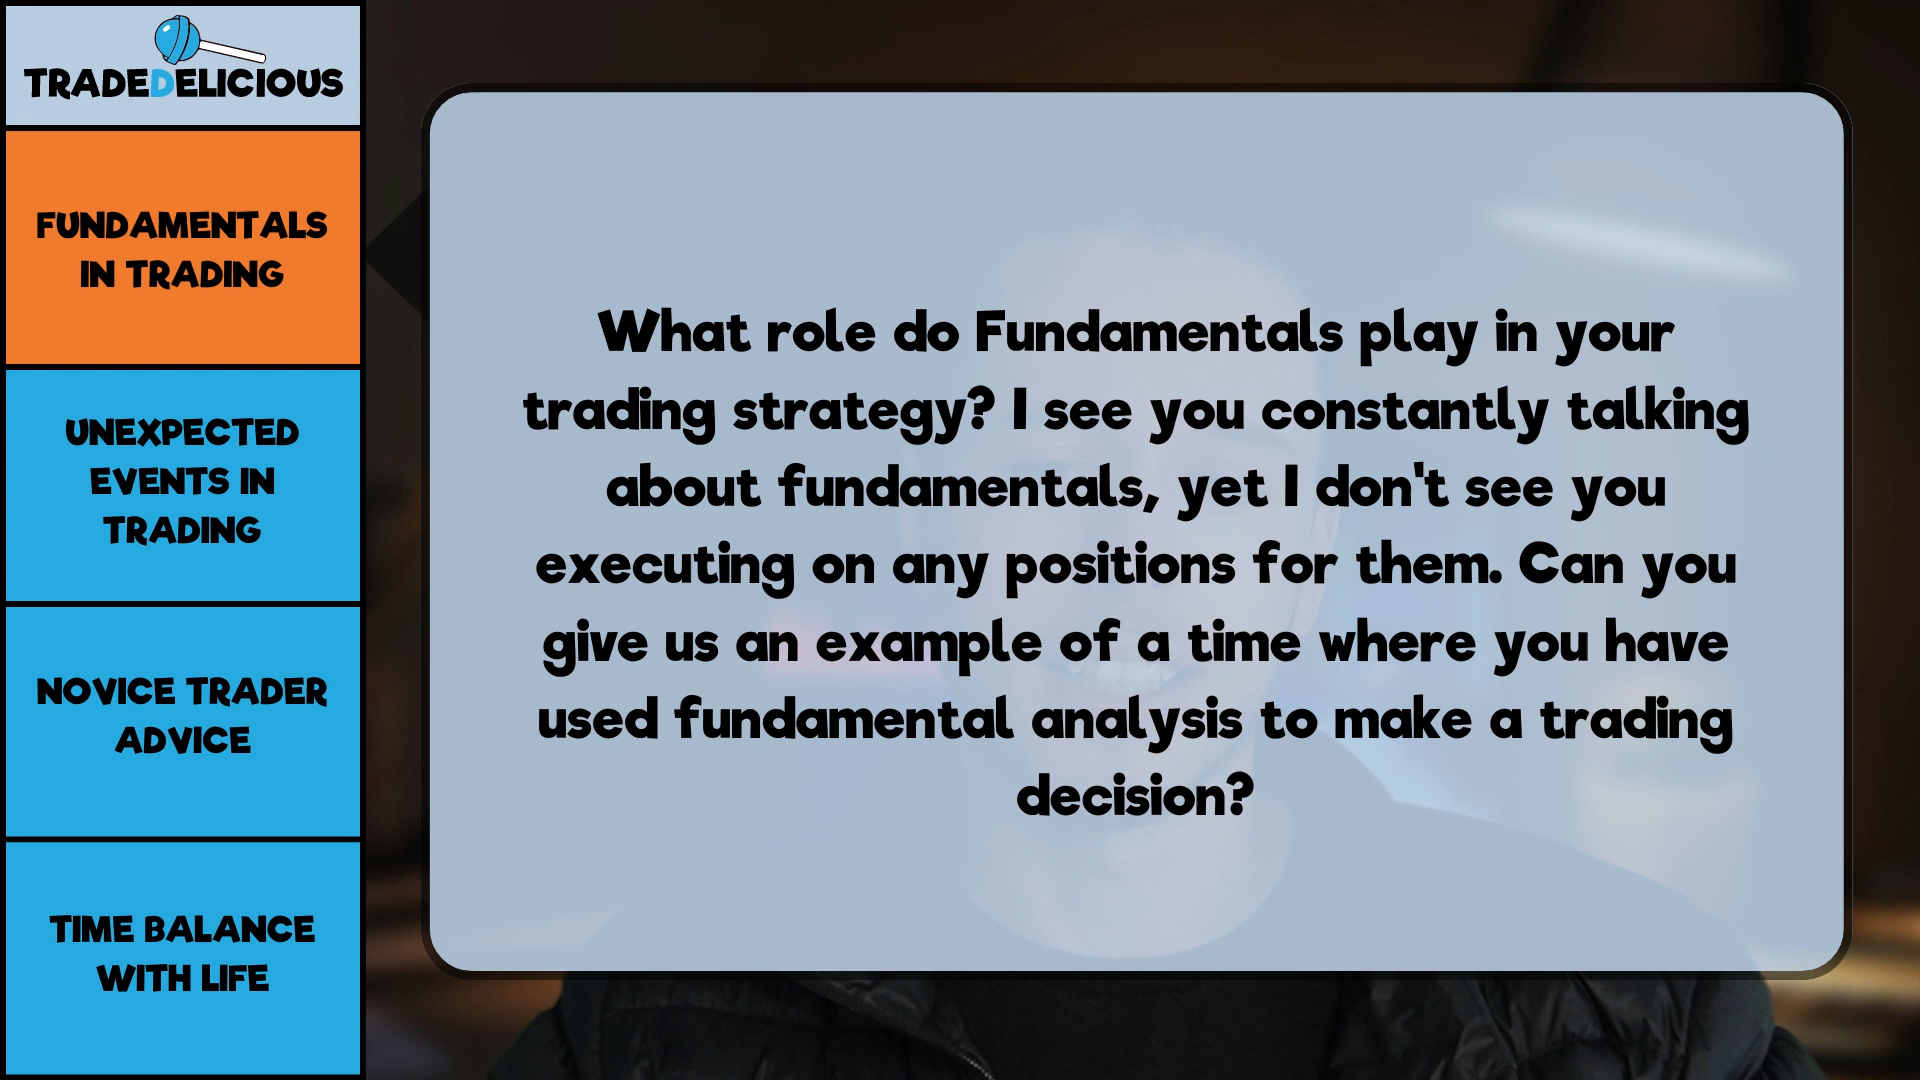 TRADEDELICIOUS
FUNDAMENTALS
IN TRADING
UNEXPECTED
EVENTS IN
TRADING
NOVICE TRADER
ADVICE
TIME BALANCE
WITH LIFE
What role do Fundamentals play in your
trading strategy? I see you constantly talking
about fundamentals, yet I don't see you
executing on any positions for them. Can you
give us an example of a time where you have
used fundamental analysis to make a trading
decision?